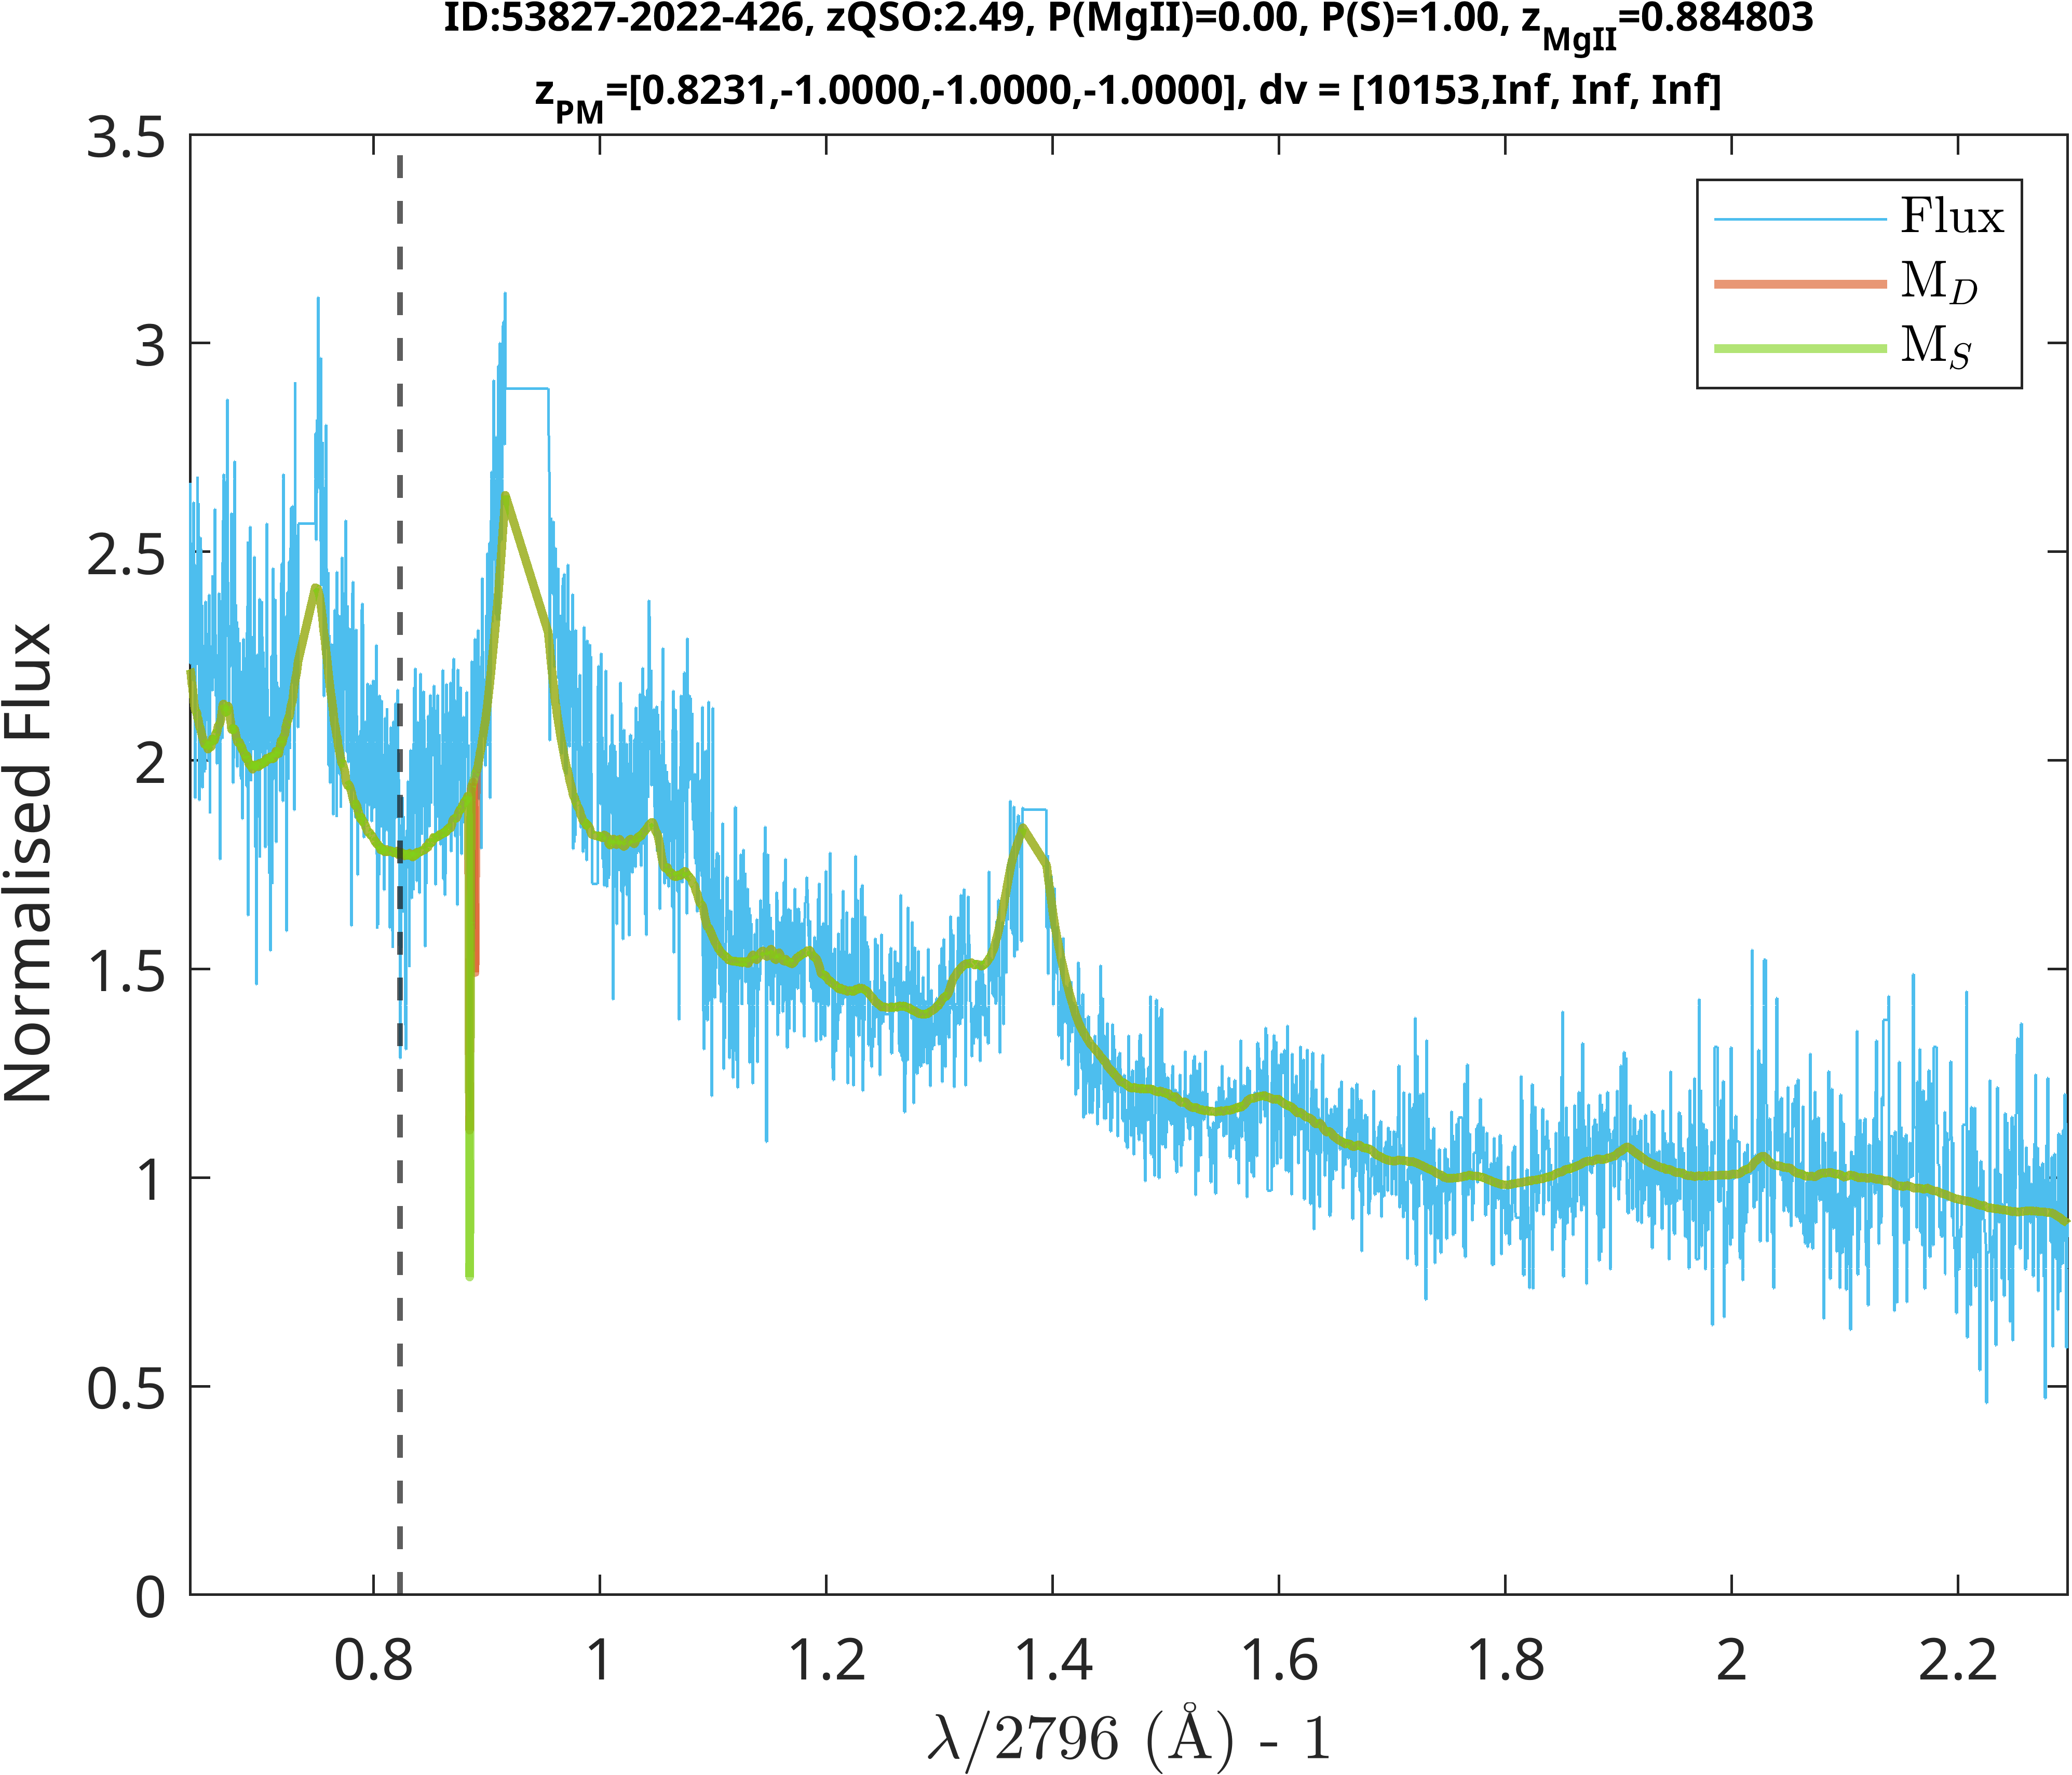 ID:53827-2022-426, zQSO:2.49, P(MgII)=0.00, P(S)=1.00, zMgII=0.884803
zPM=[0.8231,-1.0000,-1.0000,-1.0000], dv = [10153,Inf, Inf, Inf]
3.5
3
2.5
2
1.5
1
0.5
0
Normalised Flux
Flux
MD
MS
0.8 1 1.2 1.4 1.6 1.8 2 2.2
λ/2796 (Å) - 1